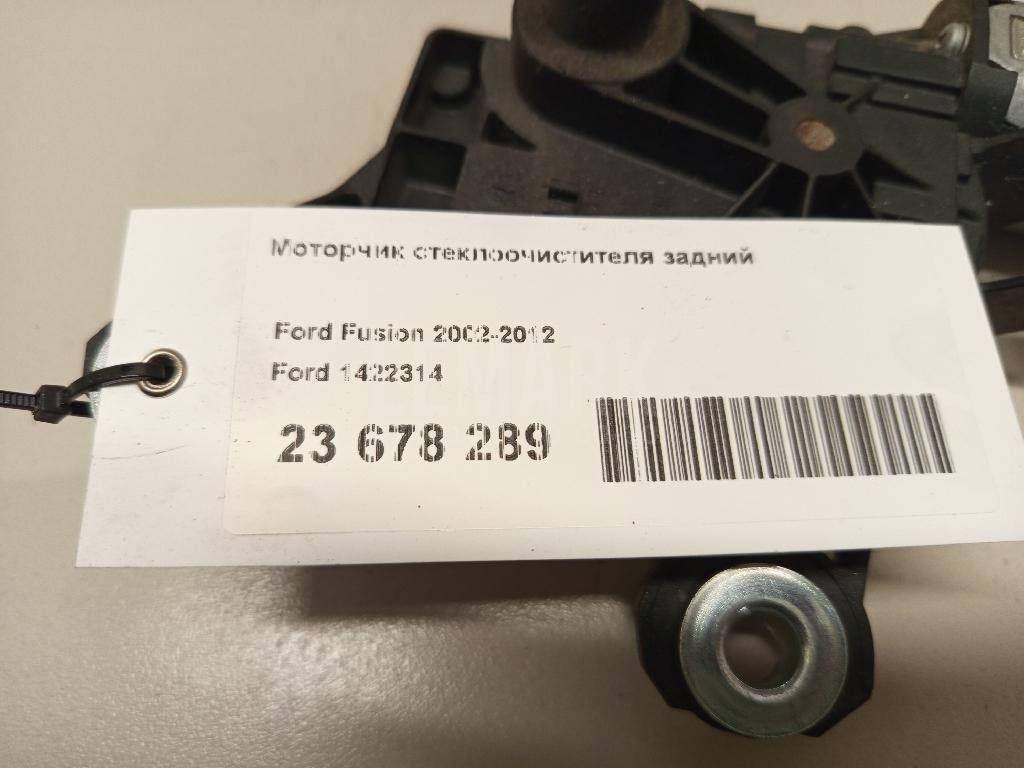 Моторчик стеклоочистителя задний
Ford Fusion 2002-2012
Ford 1422314
23 678 289